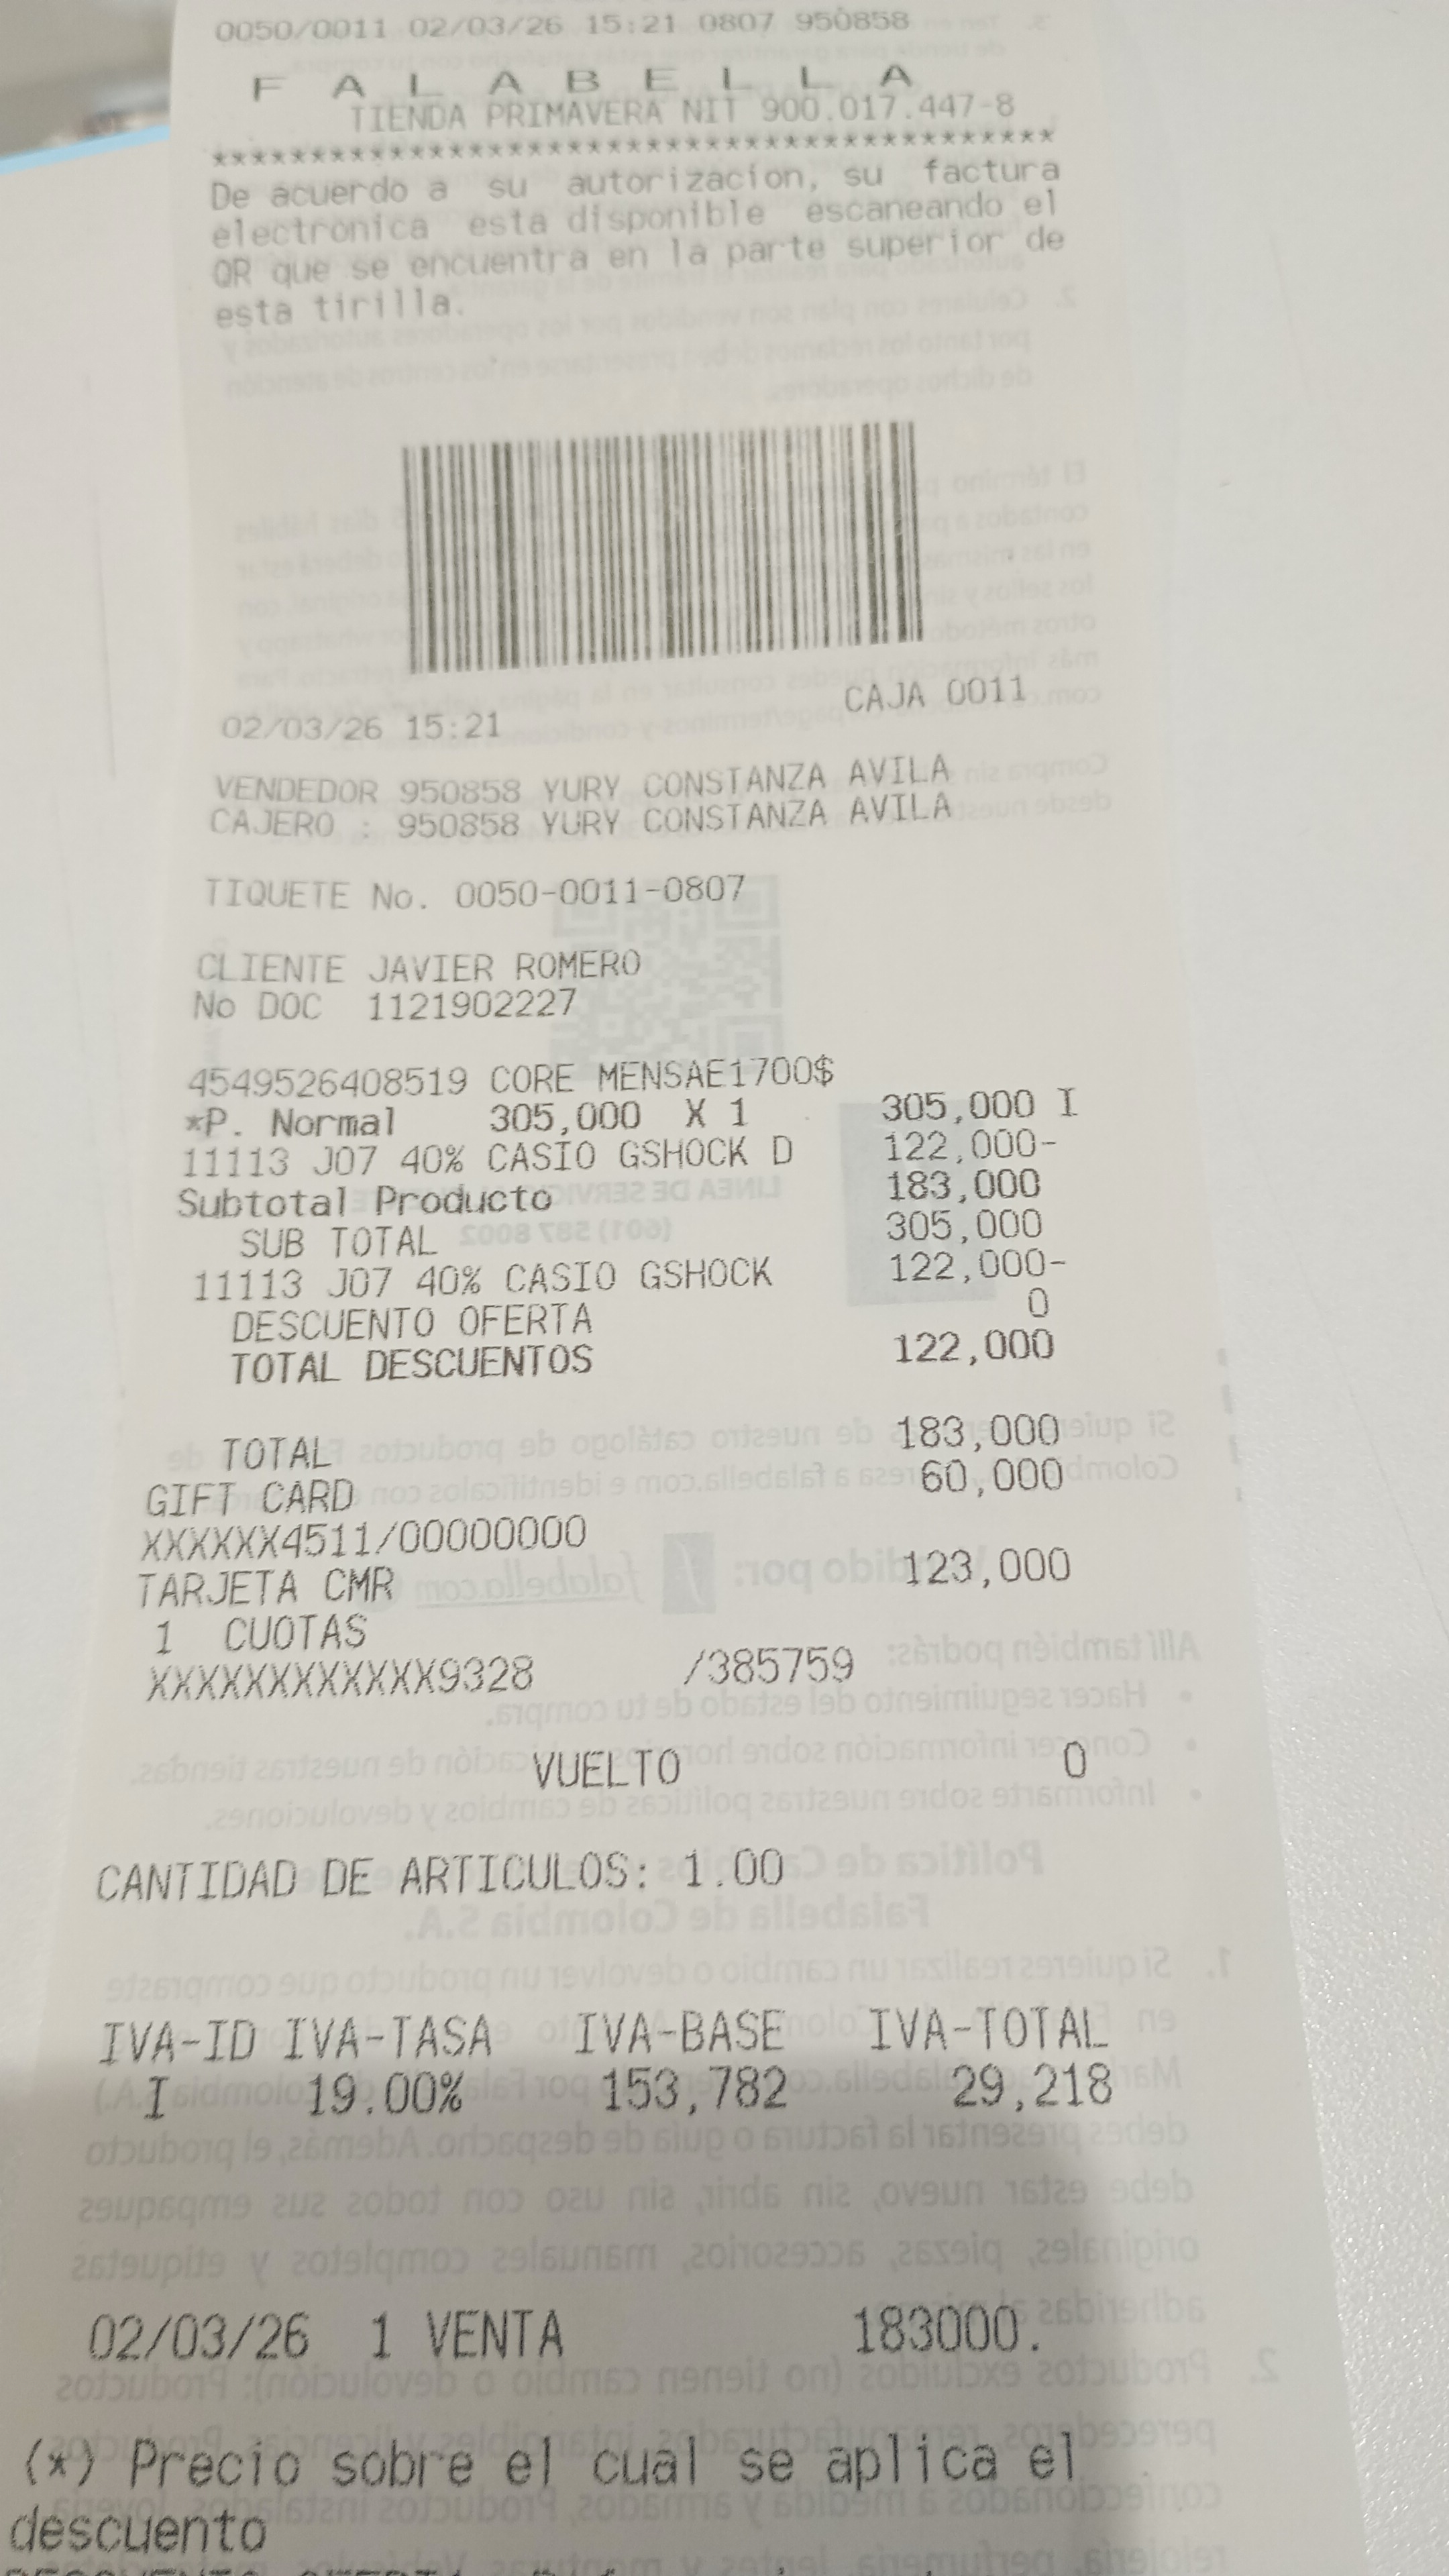 0050/0011 02/03/26 15:21 0807 950858
F A L A B E L L A
TIENDA PRIMAVERA NIT 900.017.447-8
******************************************
De acuerdo a su autorizacion, su factura
electronica esta disponible escaneando el
QR que se encuentra en la parte superior de
esta tirilla.
CAJA 0011
02/03/26 15:21
VENDEDOR 950858 YURY CONSTANZA AVILA
CAJERO : 950858 YURY CONSTANZA AVILA
TIQUETE No. 0050-0011-0807
CLIENTE JAVIER ROMERO
No DOC 1121902227
4549526408519 CORE MENSAE1700$
*P. Normal 305,000 X 1 305,000 I
11113 J07 40% CASIO GSHOCK D 122,000-
Subtotal Producto 183,000
SUB TOTAL 305,000
11113 J07 40% CASIO GSHOCK 122,000-
DESCUENTO OFERTA 0
TOTAL DESCUENTOS 122,000
TOTAL 183,000
GIFT CARD 60,000
XXXXXX4511/00000000
TARJETA CMR 123,000
1 CUOTAS
XXXXXXXXXXXX9328 /385759
VUELTO 0
CANTIDAD DE ARTICULOS: 1.00
IVA-ID IVA-TASA IVA-BASE IVA-TOTAL
I 19.00% 153,782 29,218
02/03/26 1 VENTA 183000.
(*) Precio sobre el cual se aplica el
descuento